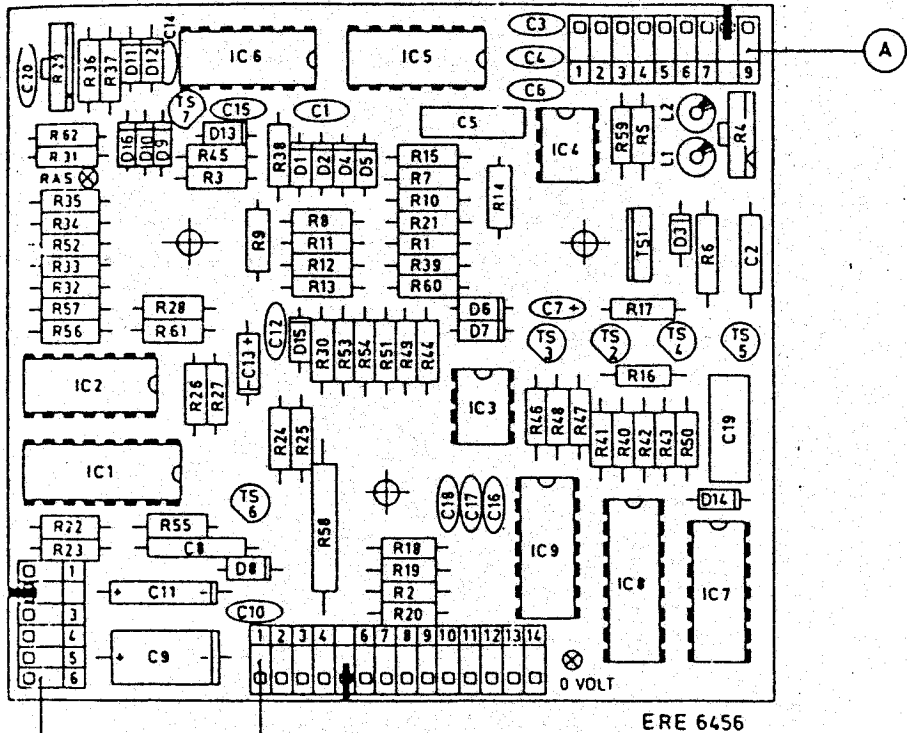 C20
R29
R36
R37
D11
D12
C14
IC6
IC5
C3
C4
C6
1 2 3 4 5 6 7 9
A
TS 7
C15
C1
C5
IC4
R59
R5
L2
L1
R4
R62
R31
D16
D10
D9
D13
R45
R3
R38
D1
D2
D4
D5
R15
R7
R10
R21
R1
R39
R60
R14
RAS
R35
R34
R52
R33
R32
R57
R56
R9
R8
R11
R12
R13
TS1
D3
R6
C2
R28
R61
D6
D7
C7 +
R17
C12
D15
R30
R53
R54
R51
R49
R44
TS 3
TS 2
TS 4
TS 5
C13 +
-
IC2
R26
R27
IC3
R16
R46
R48
R47
R41
R40
R42
R43
R50
C19
R24
R25
IC1
TS 6
R58
C18
C17
C16
IC9
D14
IC8
IC7
R22
R23
R55
C8
D8
R18
R19
R2
R20
1
3
4
5
6
+ C11 -
C10
+ C9 -
1 2 3 4 6 7 8 9 10 11 12 13 14
0 VOLT
ERE 6456